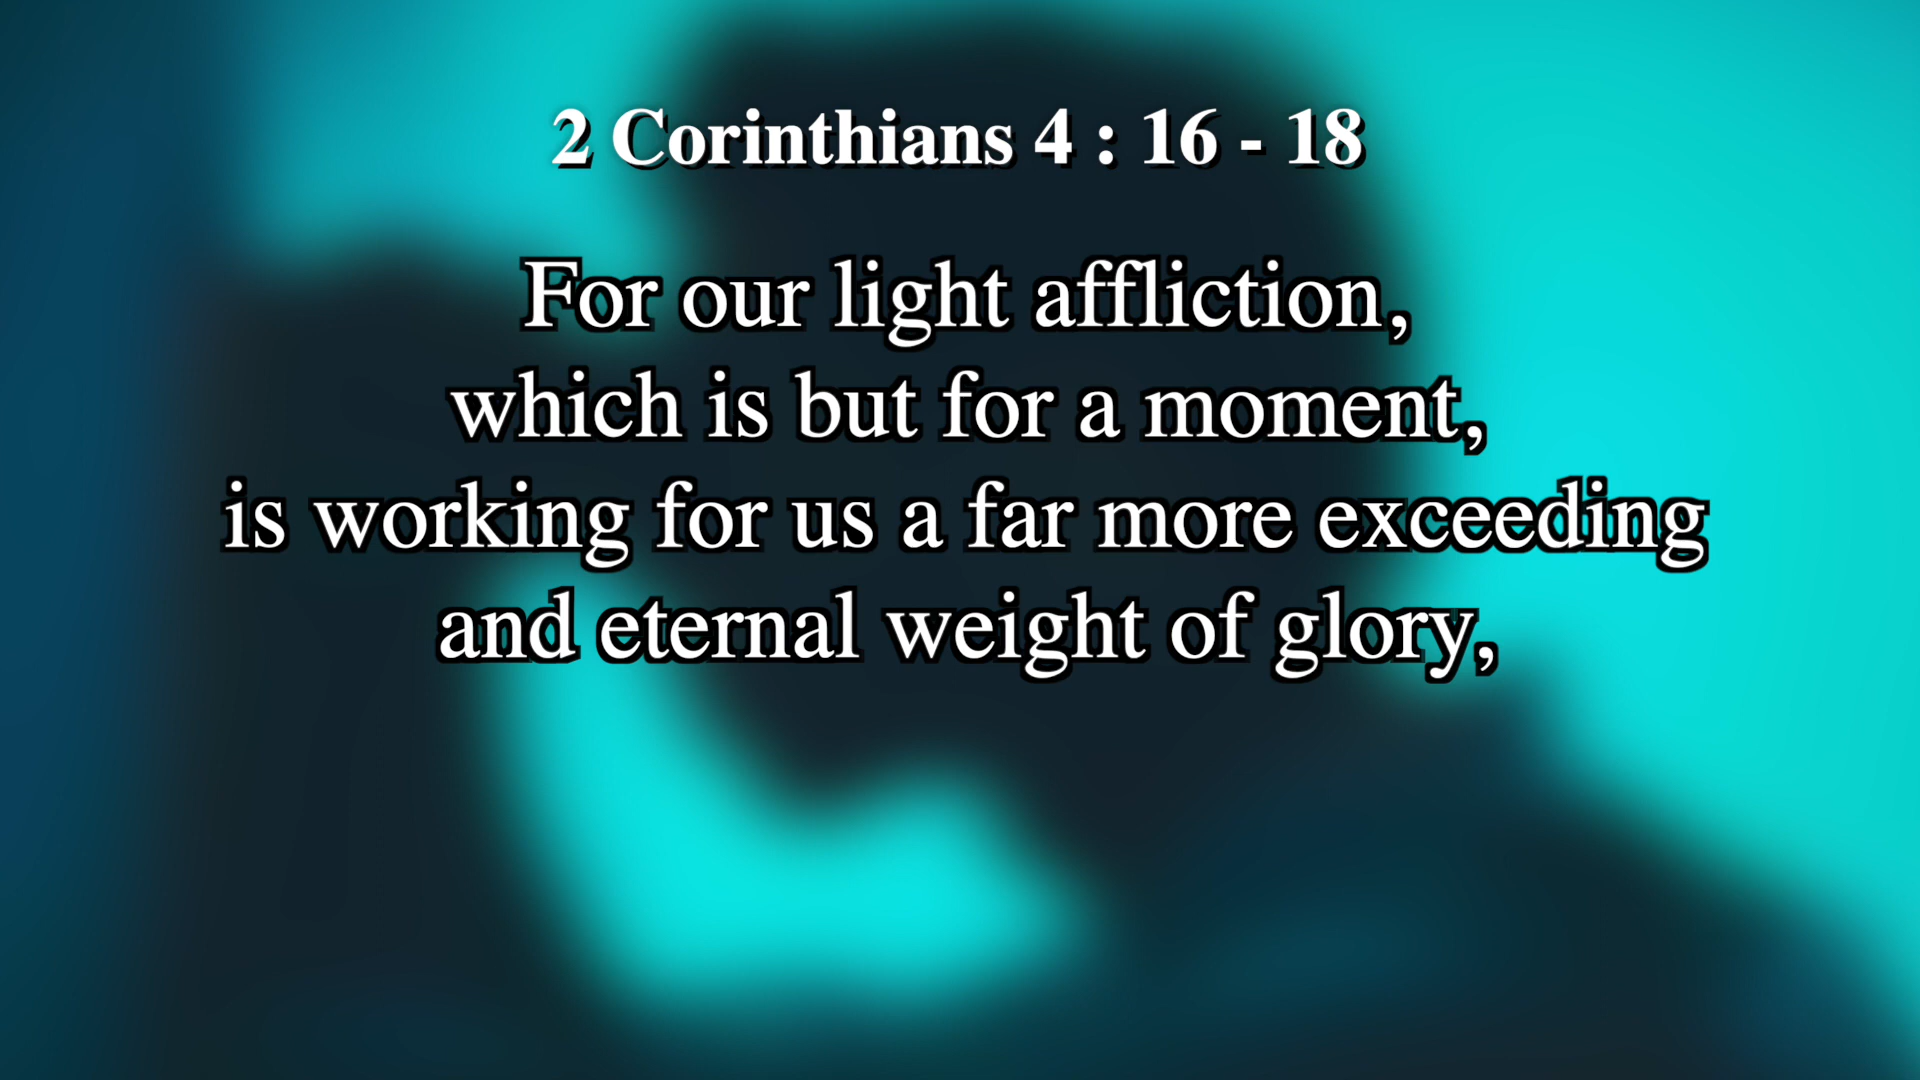 2 Corinthians 4 : 16 - 18
For our light affliction,
which is but for a moment,
is working for us a far more exceeding
and eternal weight of glory,